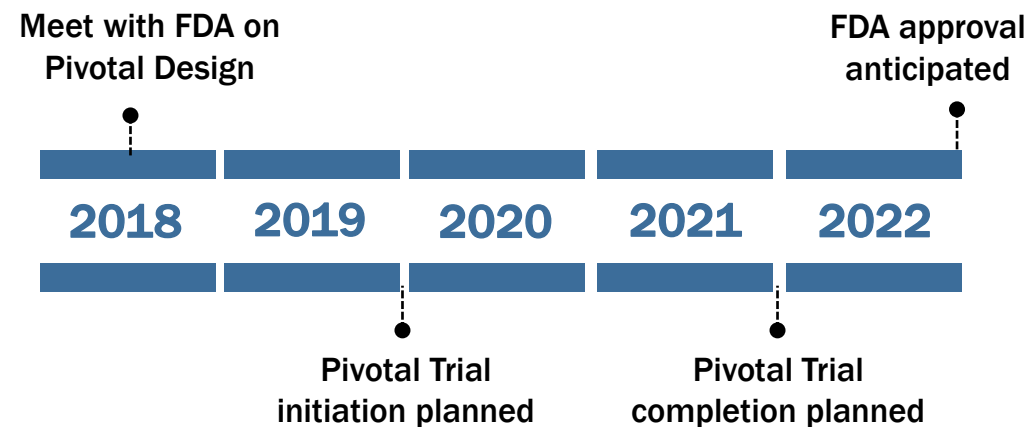 Meet with FDA on
Pivotal Design
FDA approval
anticipated
2018
2019
2020
2021
2022
Pivotal Trial
initiation planned
Pivotal Trial
completion planned